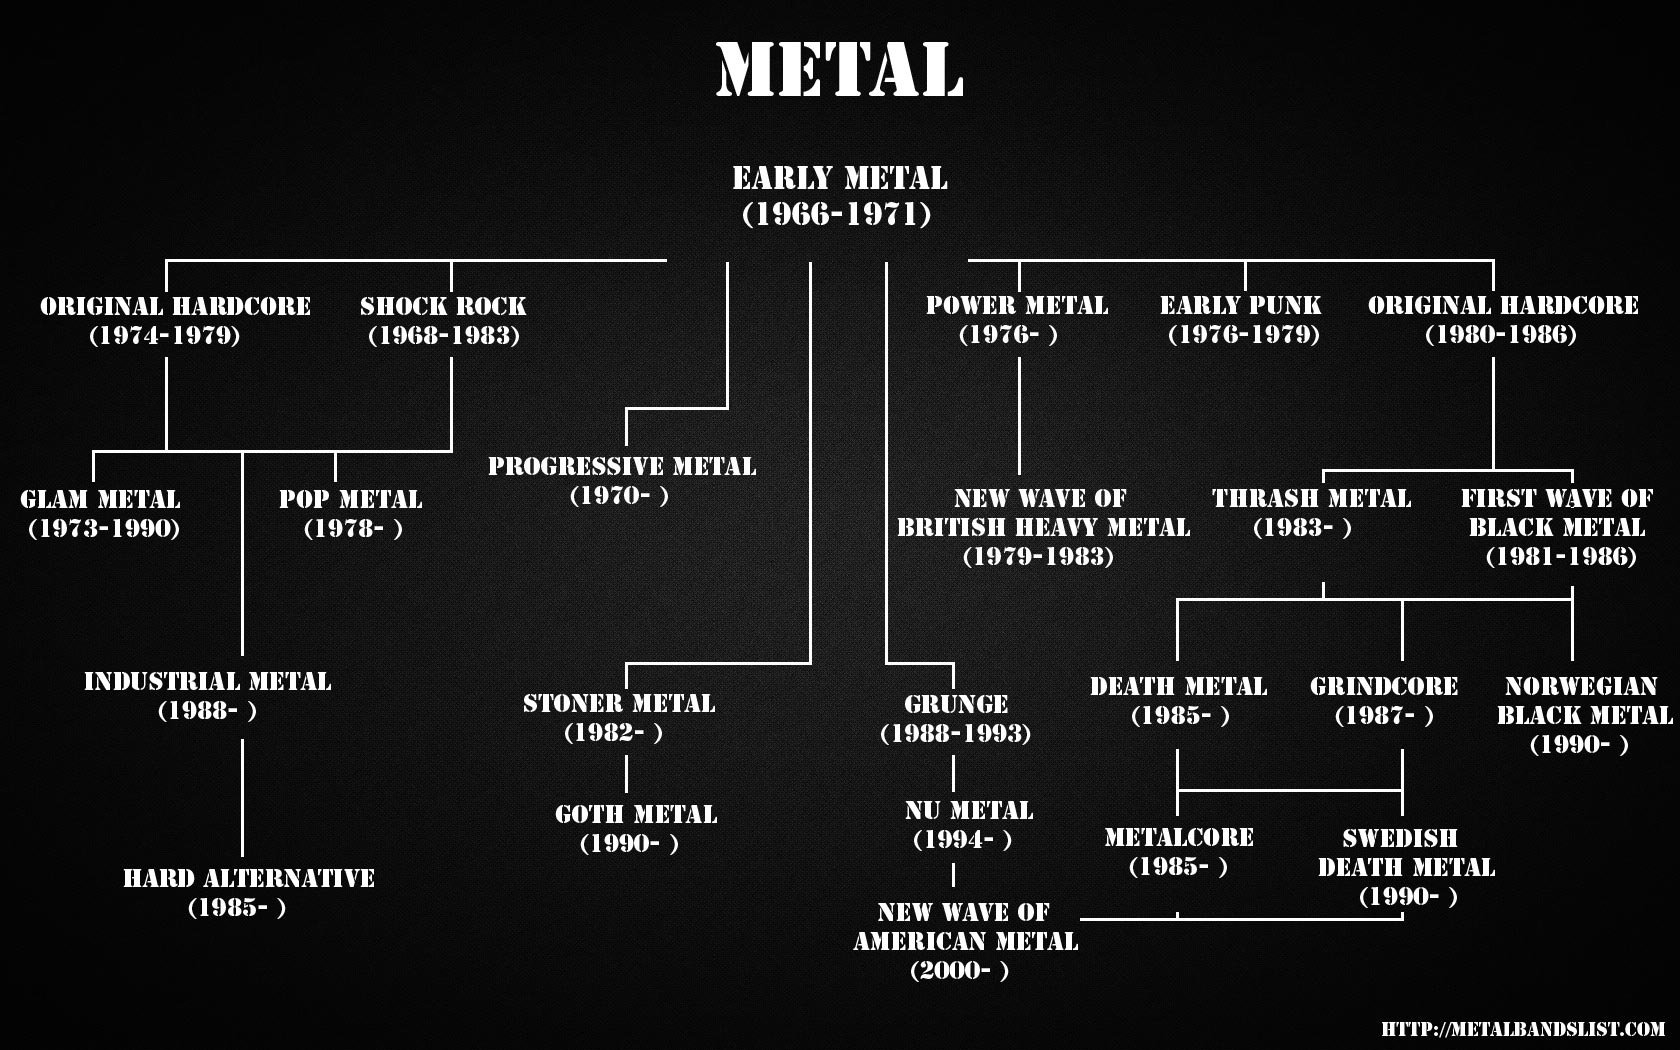 METAL
EARLY METAL
(1966-1971)
ORIGINAL HARDCORE
(1974-1979)
SHOCK ROCK
(1968-1983)
POWER METAL
(1976- )
EARLY PUNK
(1976-1979)
ORIGINAL HARDCORE
(1980-1986)
GLAM METAL
(1973-1990)
POP METAL
(1978- )
PROGRESSIVE METAL
(1970- )
NEW WAVE OF
BRITISH HEAVY METAL
(1979-1983)
THRASH METAL
(1983- )
FIRST WAVE OF
BLACK METAL
(1981-1986)
INDUSTRIAL METAL
(1988- )
STONER METAL
(1982- )
GRUNGE
(1988-1993)
DEATH METAL
(1985- )
GRINDCORE
(1987- )
NORWEGIAN
BLACK METAL
(1990- )
GOTH METAL
(1990- )
NU METAL
(1994- )
METALCORE
(1985- )
SWEDISH
DEATH METAL
(1990- )
HARD ALTERNATIVE
(1985- )
NEW WAVE OF
AMERICAN METAL
(2000- )
HTTP://METALBANDSLIST.COM